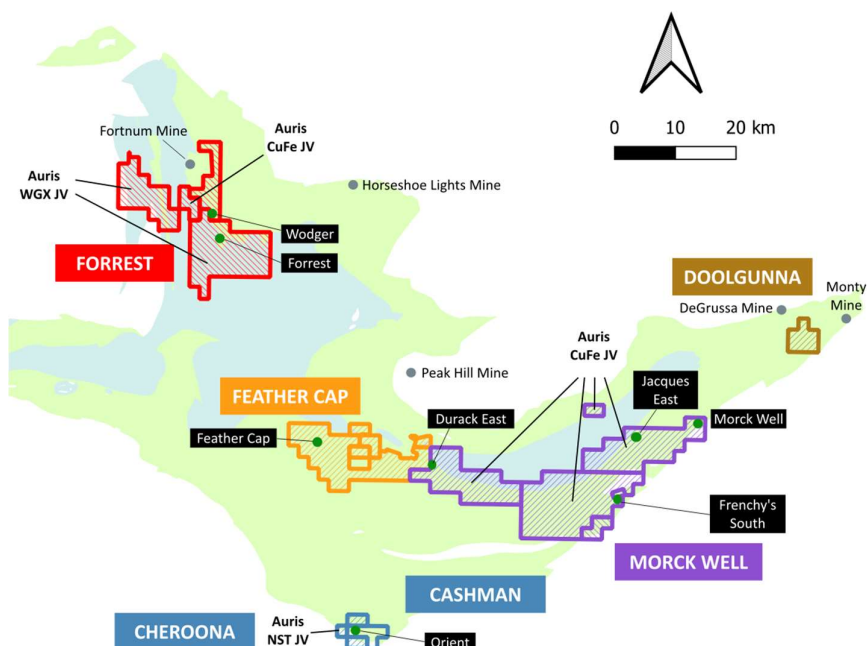 0 10 20 km
Fortnum Mine
Auris
CuFe JV
Auris
WGX JV
Horseshoe Lights Mine
Wodger
Forrest
FORREST
DOOLGUNNA
DeGrussa Mine
Monty
Mine
Auris
CuFe JV
Peak Hill Mine
Jacques
East
FEATHER CAP
Durack East
Morck Well
Feather Cap
Frenchy's
South
MORCK WELL
CASHMAN
CHEROONA
Auris
NST JV
Orient